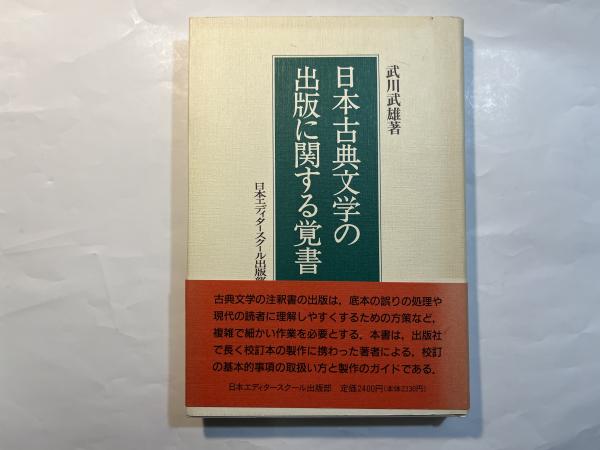 武川武雄著
日本古典文学の
出版に関する覚書
日本エディタースクール出版部
古典文学の注釈書の出版は，底本の誤りの処理や
現代の読者に理解しやすくするための方策など，
複雑で細かい作業を必要とする。本書は，出版社
で長く校訂本の製作に携わった著者による，校訂
の基本的事項の取扱い方と製作のガイドである。
日本エディタースクール出版部　定価2400円(本体2330円)